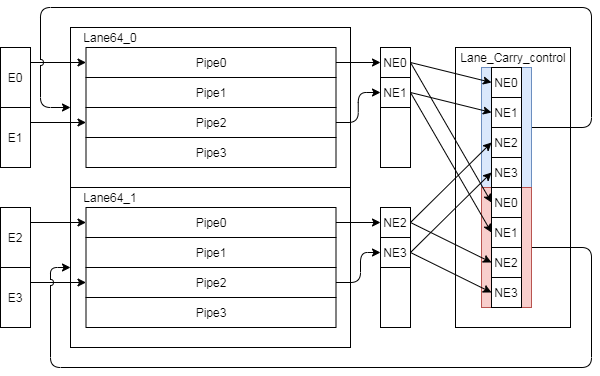 Lane64_0
E0
E1
Pipe0
Pipe1
Pipe2
Pipe3
NE0
NE1
Lane64_1
E2
E3
Pipe0
Pipe1
Pipe2
Pipe3
NE2
NE3
Lane_Carry_control
NE0
NE1
NE2
NE3
NE0
NE1
NE2
NE3